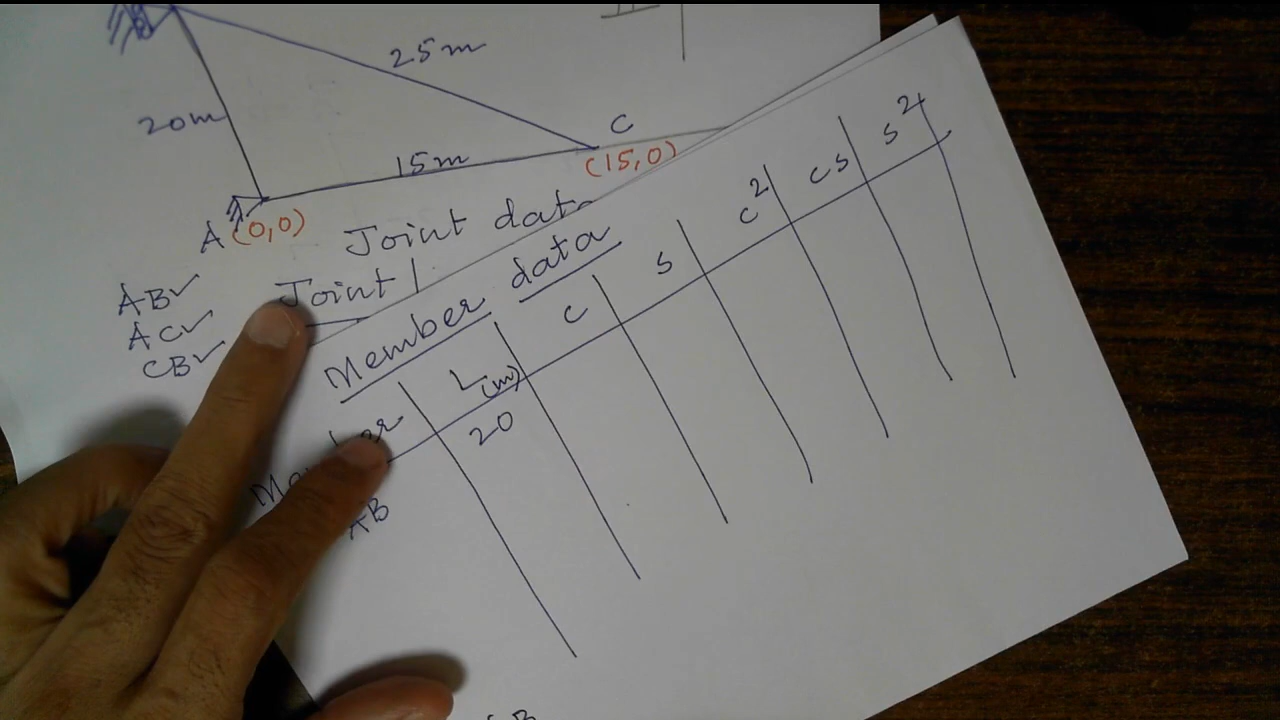 25m
20m
C
15m
(15,0)
A (0,0)
Joint data
Joint
AB✓
AC✓
CB✓
Member data
L(m) C S C² CS S²
AB 20